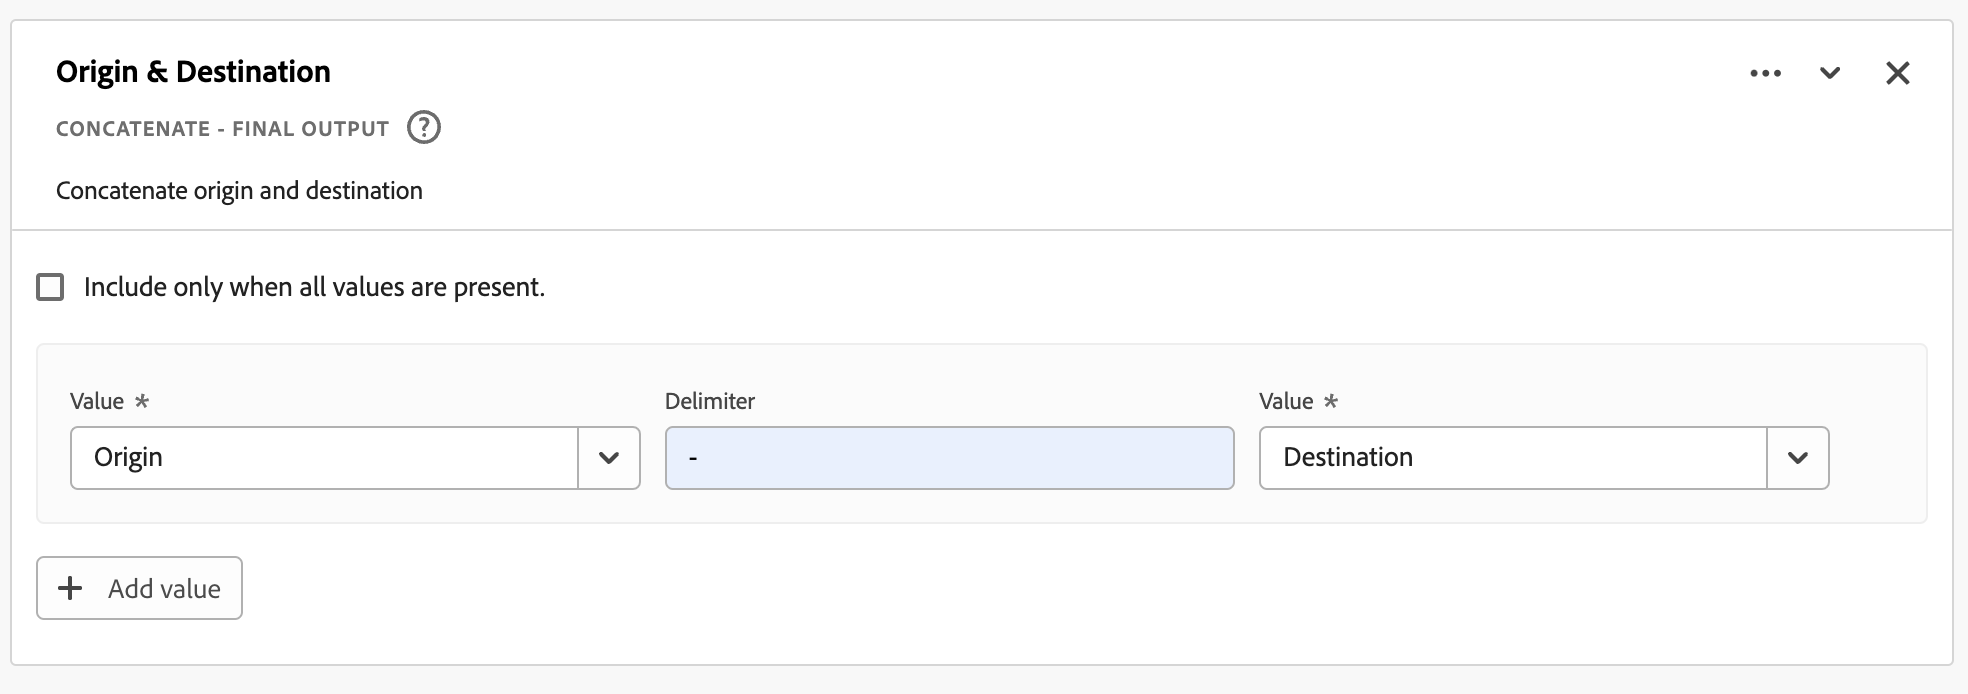 Origin & Destination
CONCATENATE - FINAL OUTPUT ?
Concatenate origin and destination
Include only when all values are present.
Value * Delimiter Value *
Origin - Destination
+ Add value